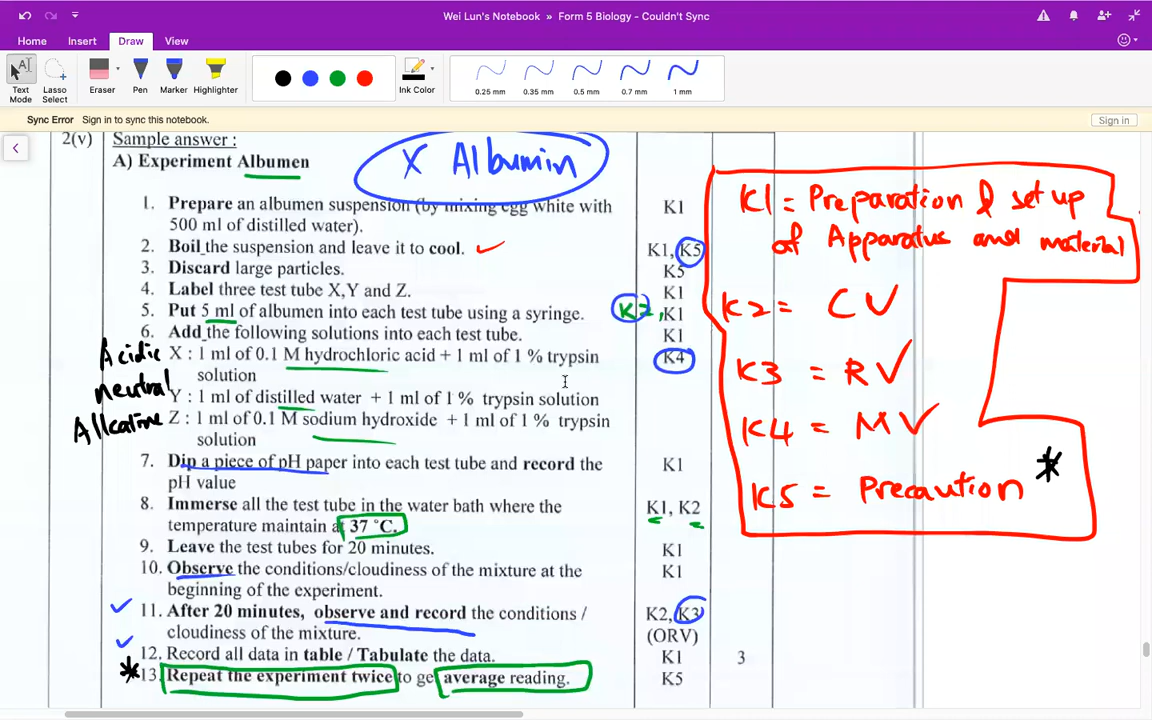 Wei Lun's Notebook » Form 5 Biology - Couldn't Sync
Home Insert Draw View
Text Mode
Lasso Select
Eraser
Pen
Marker
Highlighter
Ink Color
0.25 mm 0.35 mm 0.5 mm 0.7 mm 1 mm
Sync Error Sign in to sync this notebook. Sign in
2(v) Sample answer :
A) Experiment Albumen
X Albumin
1. Prepare an albumen suspension (by mixing egg white with K1
500 ml of distilled water).
2. Boil the suspension and leave it to cool. K1, K5
3. Discard large particles. K5
4. Label three test tube X,Y and Z. K1
5. Put 5 ml of albumen into each test tube using a syringe. K2, K1
6. Add the following solutions into each test tube. K1
Acidic X : 1 ml of 0.1 M hydrochloric acid + 1 ml of 1 % trypsin K4
solution
neutral Y : 1 ml of distilled water + 1 ml of 1 % trypsin solution
Alkaline Z : 1 ml of 0.1 M sodium hydroxide + 1 ml of 1 % trypsin
solution
7. Dip a piece of pH paper into each test tube and record the K1
pH value
8. Immerse all the test tube in the water bath where the K1, K2
temperature maintain at 37 °C.
9. Leave the test tubes for 20 minutes. K1
10. Observe the conditions/cloudiness of the mixture at the K1
beginning of the experiment.
11. After 20 minutes, observe and record the conditions / K2, K3
cloudiness of the mixture. (ORV)
12. Record all data in table / Tabulate the data. K1 3
* 13. Repeat the experiment twice to get average reading. K5
K1 = Preparation & set up
of Apparatus and material
K2 = CV
K3 = RV
K4 = MV
K5 = Precaution *